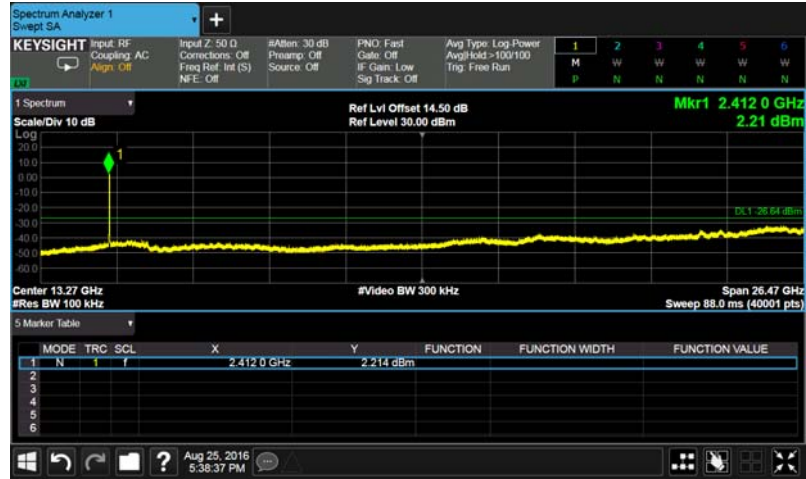 Spectrum Analyzer 1
Swept SA
+
KEYSIGHT
Input: RF
Coupling: AC
Align: Off
Input Z: 50 Ω
Corrections: Off
Freq Ref: Int (S)
NFE: Off
#Atten: 30 dB
Preamp: Off
Source: Off
PNO: Fast
Gate: Off
IF Gain: Low
Sig Track: Off
Avg Type: Log-Power
Avg|Hold:>100/100
Trig: Free Run
1 2 3 4 5 6
M W W W W W
P N N N N N
LXI
1 Spectrum
Scale/Div 10 dB
Ref Lvl Offset 14.50 dB
Ref Level 30.00 dBm
Mkr1 2.412 0 GHz
2.21 dBm
Log
20.0
10.0
0.00
-10.0
-20.0
-30.0
-40.0
-50.0
-60.0
1
DL1 -26.64 dBm
Center 13.27 GHz
#Res BW 100 kHz
#Video BW 300 kHz
Span 26.47 GHz
Sweep 88.0 ms (40001 pts)
5 Marker Table
MODE TRC SCL X Y FUNCTION FUNCTION WIDTH FUNCTION VALUE
1 N 1 f 2.412 0 GHz 2.214 dBm
2
3
4
5
6
?
Aug 25, 2016
5:38:37 PM